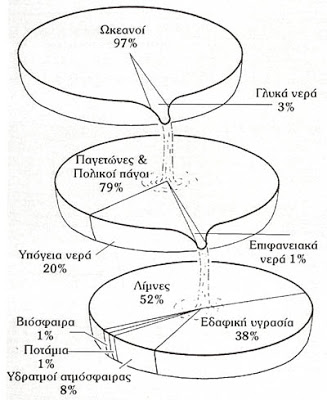 Ωκεανοί
97%
Γλυκά νερά
3%
Παγετώνες &
Πολικοί πάγοι
79%
Υπόγεια νερά
20%
Επιφανειακά
νερά 1%
Λίμνες
52%
Εδαφική υγρασία
38%
Βιόσφαιρα
1%
Ποτάμια
1%
Υδρατμοί ατμόσφαιρας
8%